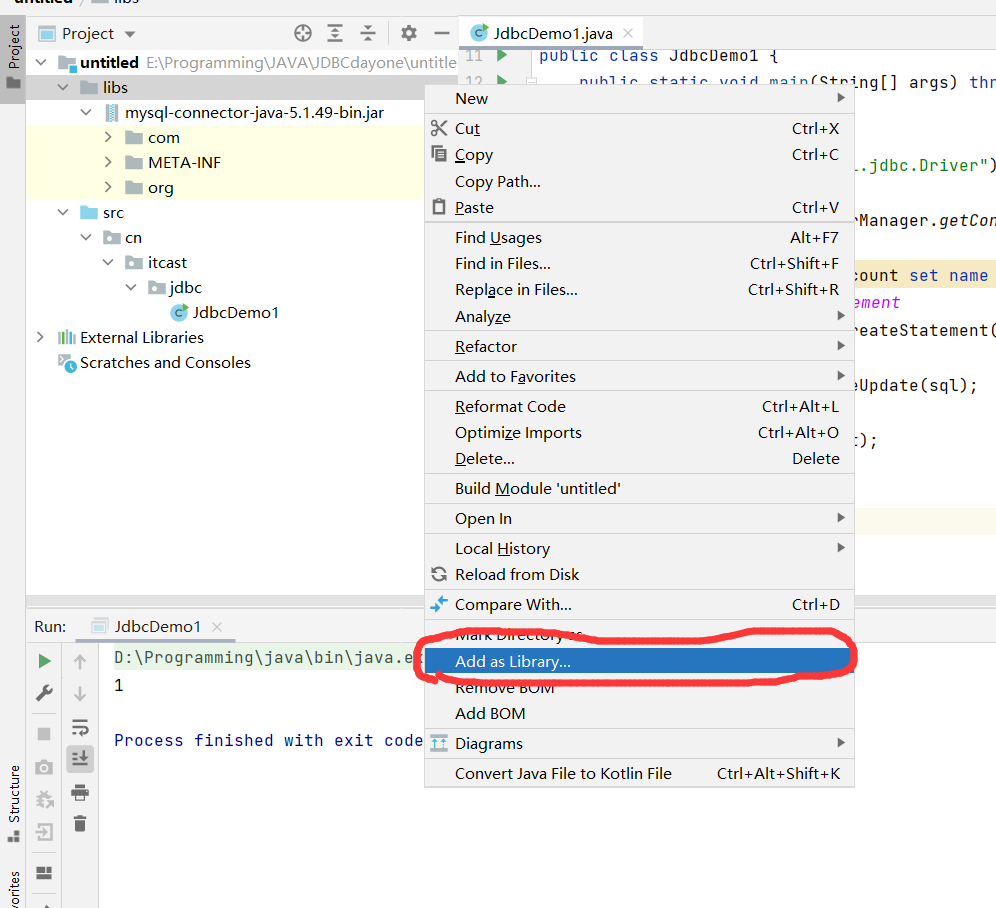 untitled / libs
Project
Project
JdbcDemo1.java
untitled E:\Programming\JAVA\JDBCdayone\untitle
libs
mysql-connector-java-5.1.49-bin.jar
com
META-INF
org
src
cn
itcast
jdbc
JdbcDemo1
External Libraries
Scratches and Consoles
11 public class JdbcDemo1 {
12 public static void main(String[] args) thr
.jdbc.Driver")
rManager.getCon
count set name
ement
reateStatement(
eUpdate(sql);
t);
New
Cut Ctrl+X
Copy Ctrl+C
Copy Path...
Paste Ctrl+V
Find Usages Alt+F7
Find in Files... Ctrl+Shift+F
Replace in Files... Ctrl+Shift+R
Analyze
Refactor
Add to Favorites
Reformat Code Ctrl+Alt+L
Optimize Imports Ctrl+Alt+O
Delete... Delete
Build Module 'untitled'
Open In
Local History
Reload from Disk
Compare With... Ctrl+D
Mark Directory as
Add as Library...
Remove BOM
Add BOM
Diagrams
Convert Java File to Kotlin File Ctrl+Alt+Shift+K
Run: JdbcDemo1
D:\Programming\java\bin\java.ex
1
Process finished with exit code
Structure
vorites